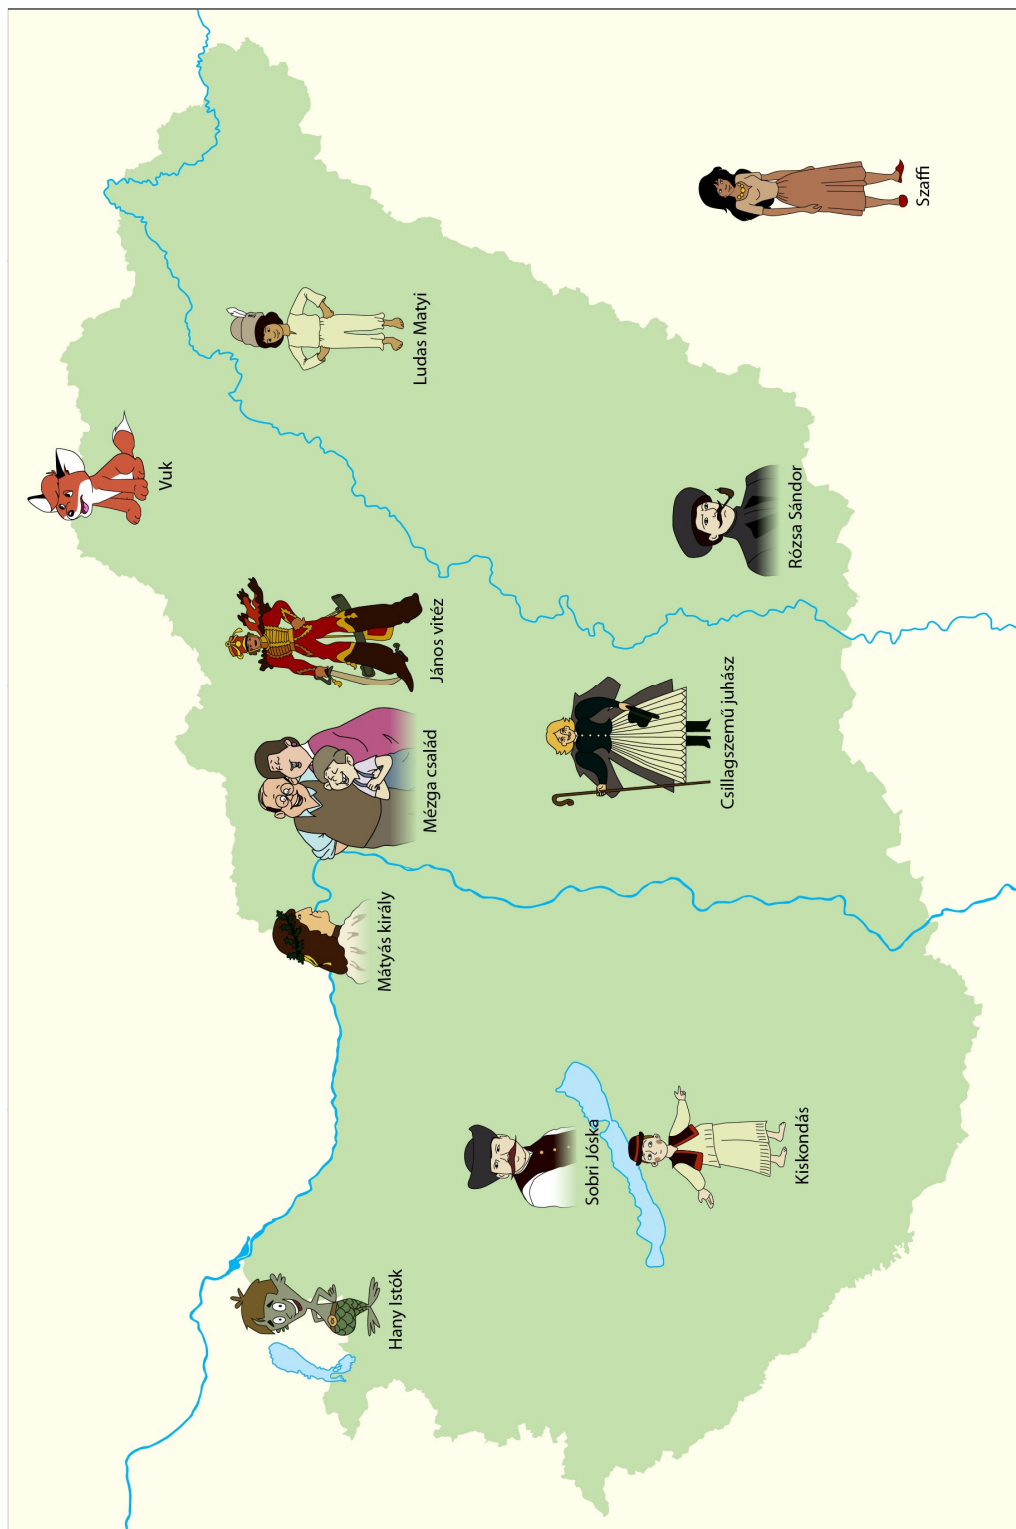 Vuk
Ludas Matyi
János vitéz
Mézga család
Mátyás király
Hany Istók
Szaffi
Rózsa Sándor
Csillagszemű juhász
Sobri Jóska
Kiskondás